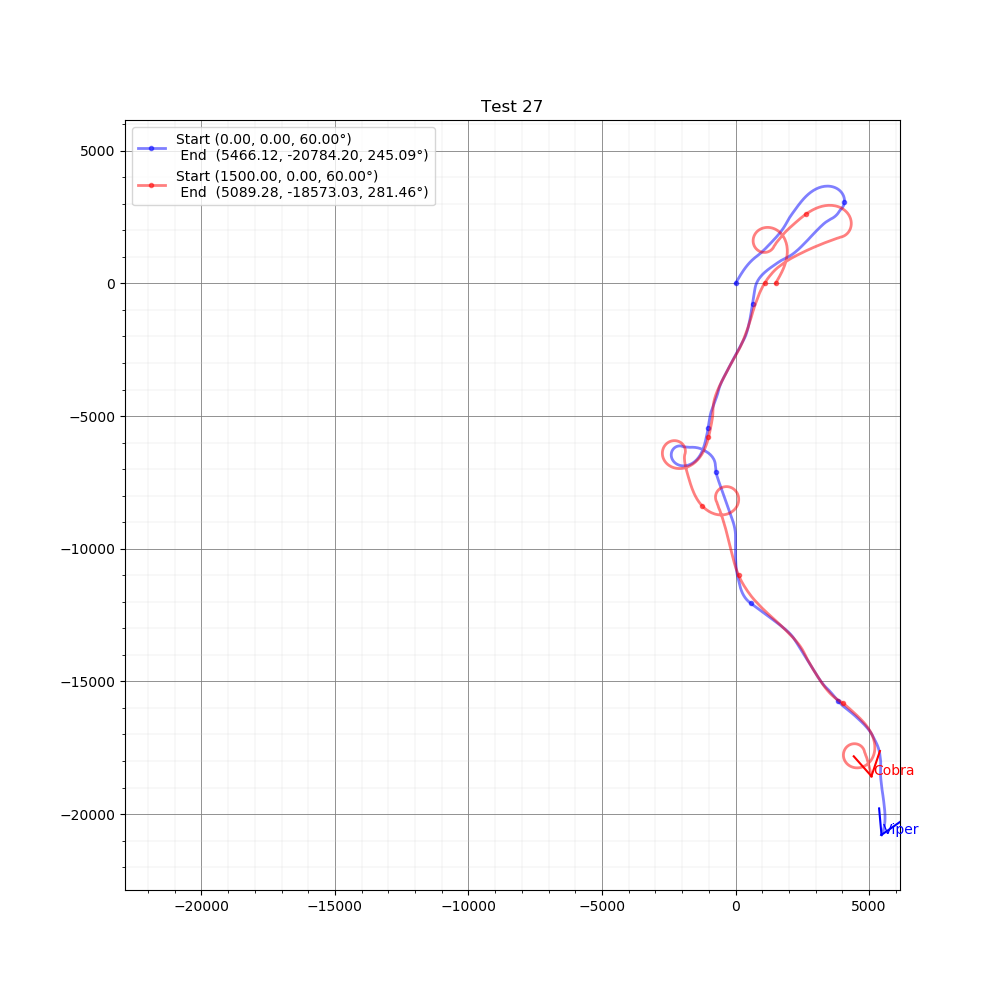 Test 27
Start (0.00, 0.00, 60.00°)
End (5466.12, -20784.20, 245.09°)
Start (1500.00, 0.00, 60.00°)
End (5089.28, -18573.03, 281.46°)
5000
0
−5000
−10000
−15000
−20000
Cobra
Viper
−20000 −15000 −10000 −5000 0 5000